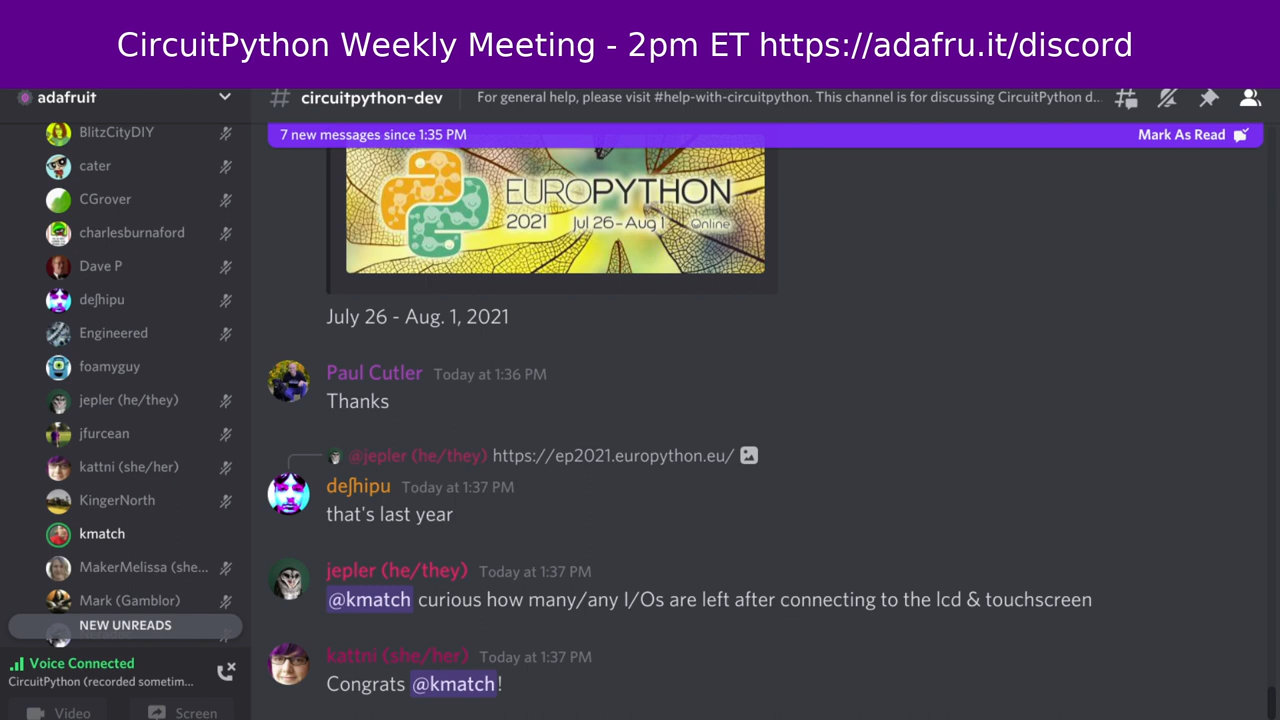 CircuitPython Weekly Meeting - 2pm ET https://adafru.it/discord
adafruit
# circuitpython-dev
For general help, please visit #help-with-circuitpython. This channel is for discussing CircuitPython d...
7 new messages since 1:35 PM
Mark As Read
BlitzCityDIY
cater
CGrover
charlesburnaford
Dave P
deʃhipu
Engineered
foamyguy
jepler (he/they)
jfurcean
kattni (she/her)
KingerNorth
kmatch
MakerMelissa (she...
Mark (Gamblor)
NEW UNREADS
Voice Connected
CircuitPython (recorded sometim...
Video
Screen
EUROPYTHON
2021 Jul 26-Aug 1 Online
July 26 - Aug. 1, 2021
Paul Cutler Today at 1:36 PM
Thanks
@jepler (he/they) https://ep2021.europython.eu/
deʃhipu Today at 1:37 PM
that's last year
jepler (he/they) Today at 1:37 PM
@kmatch curious how many/any I/Os are left after connecting to the lcd & touchscreen
kattni (she/her) Today at 1:37 PM
Congrats @kmatch!